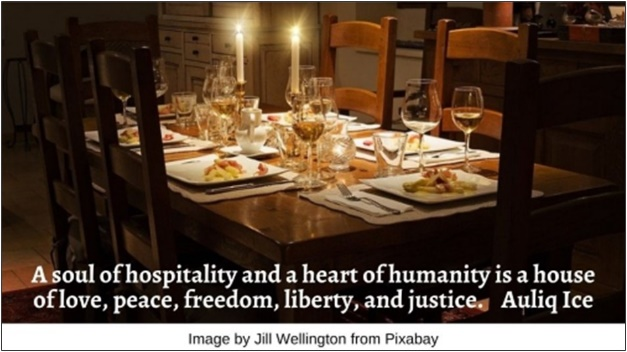 A soul of hospitality and a heart of humanity is a house
of love, peace, freedom, liberty, and justice. Auliq Ice
Image by Jill Wellington from Pixabay